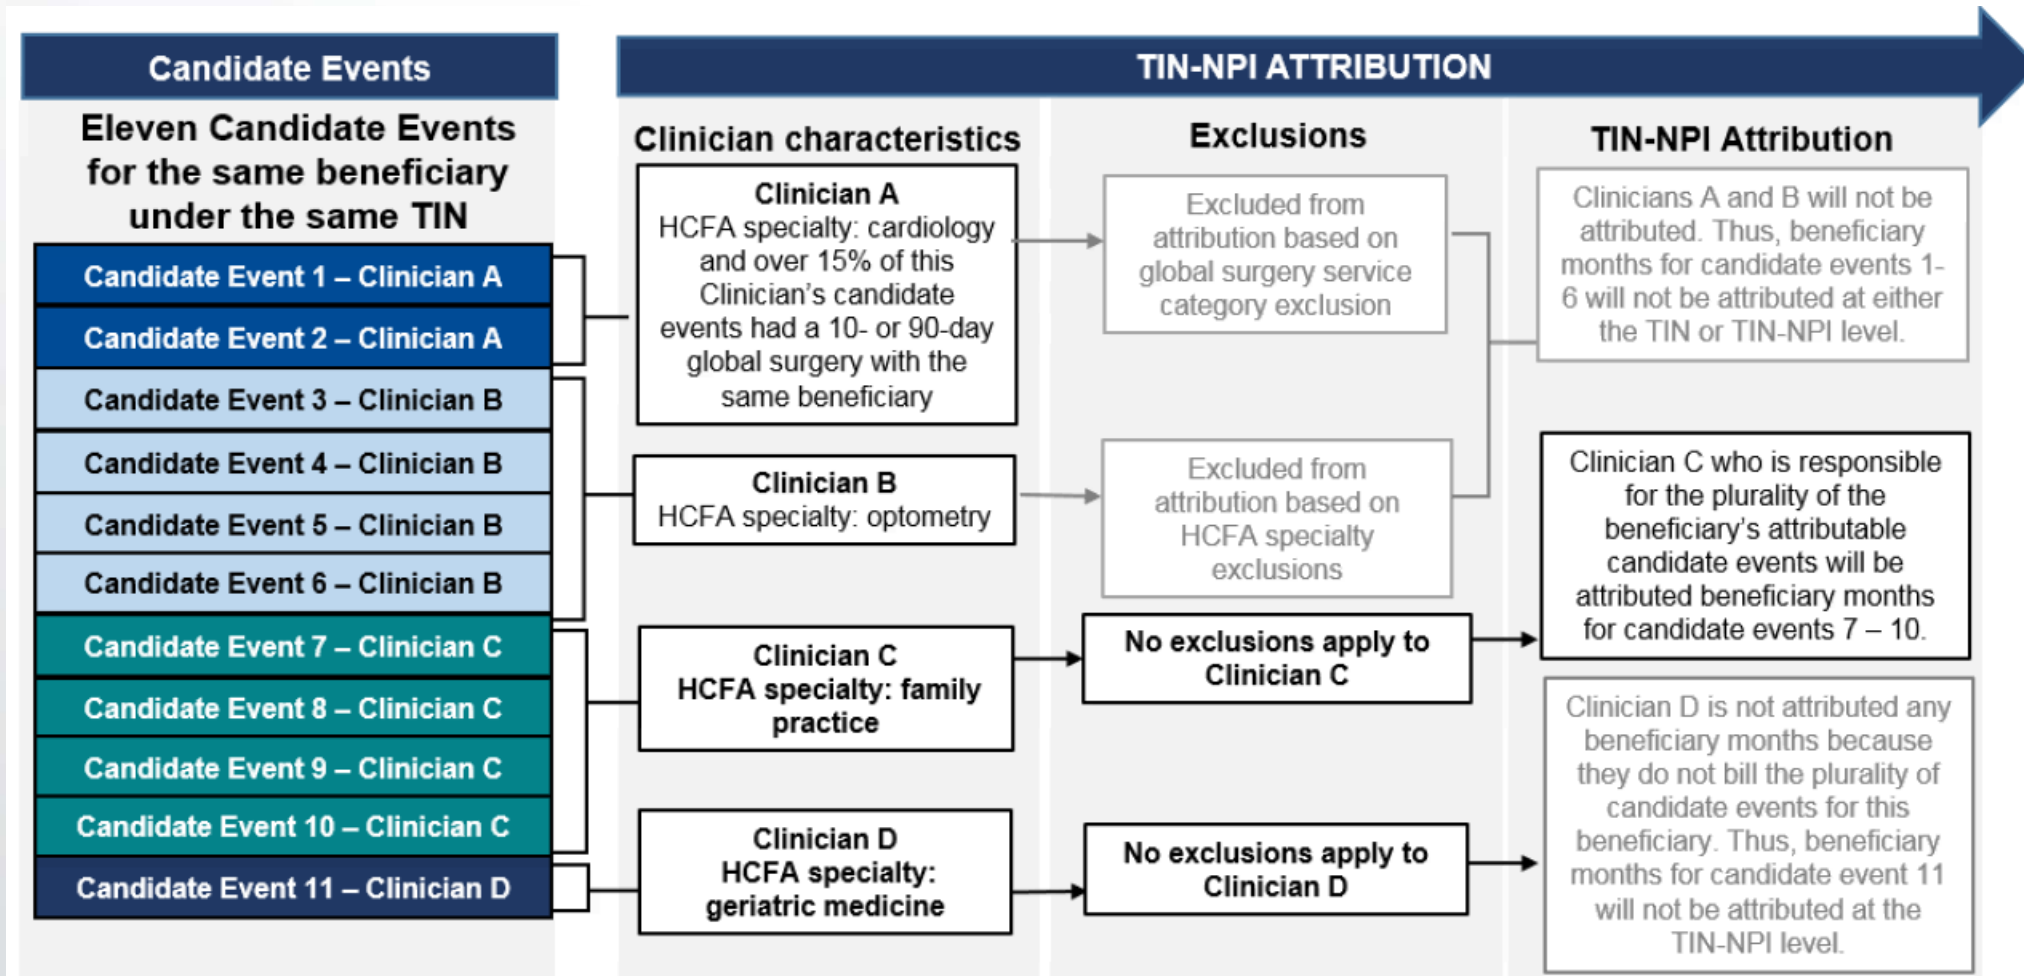 Candidate Events
TIN-NPI ATTRIBUTION
Eleven Candidate Events
for the same beneficiary
under the same TIN
Candidate Event 1 – Clinician A
Candidate Event 2 – Clinician A
Candidate Event 3 – Clinician B
Candidate Event 4 – Clinician B
Candidate Event 5 – Clinician B
Candidate Event 6 – Clinician B
Candidate Event 7 – Clinician C
Candidate Event 8 – Clinician C
Candidate Event 9 – Clinician C
Candidate Event 10 – Clinician C
Candidate Event 11 – Clinician D
Clinician characteristics
Clinician A
HCFA specialty: cardiology
and over 15% of this
Clinician's candidate
events had a 10- or 90-day
global surgery with the
same beneficiary
Clinician B
HCFA specialty: optometry
Clinician C
HCFA specialty: family
practice
Clinician D
HCFA specialty:
geriatric medicine
Exclusions
Excluded from
attribution based on
global surgery service
category exclusion
Excluded from
attribution based on
HCFA specialty
exclusions
No exclusions apply to
Clinician C
No exclusions apply to
Clinician D
TIN-NPI Attribution
Clinicians A and B will not be
attributed. Thus, beneficiary
months for candidate events 1-
6 will not be attributed at either
the TIN or TIN-NPI level.
Clinician C who is responsible
for the plurality of the
beneficiary's attributable
candidate events will be
attributed beneficiary months
for candidate events 7 – 10.
Clinician D is not attributed any
beneficiary months because
they do not bill the plurality of
candidate events for this
beneficiary. Thus, beneficiary
months for candidate event 11
will not be attributed at the
TIN-NPI level.